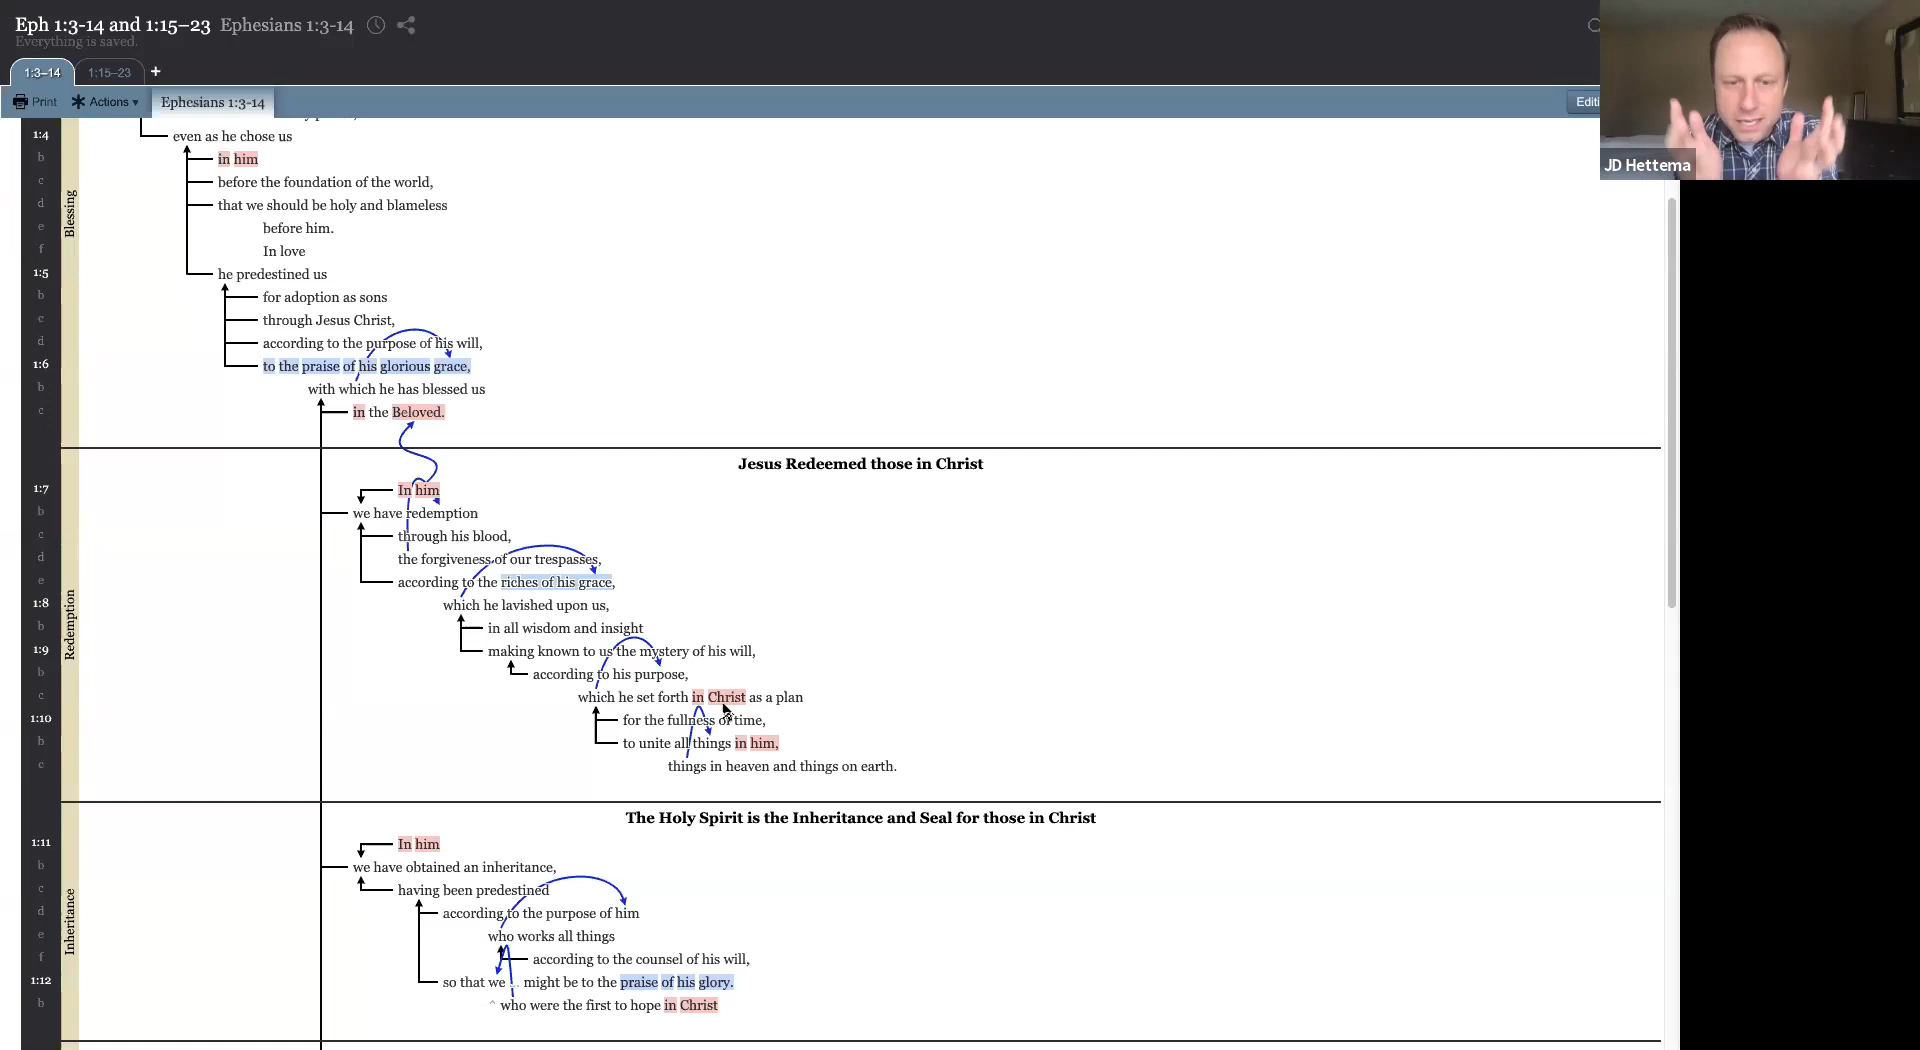 Eph 1:3-14 and 1:15–23 Ephesians 1:3-14
Everything is saved.
1:3–14 1:15–23 +
Print Actions ▾ Ephesians 1:3-14 Editi
JD Hettema
Blessing
1:4 even as he chose us
b in him
c before the foundation of the world,
d that we should be holy and blameless
e before him.
f In love
1:5 he predestined us
b for adoption as sons
c through Jesus Christ,
d according to the purpose of his will,
1:6 to the praise of his glorious grace,
b with which he has blessed us
c in the Beloved.
Jesus Redeemed those in Christ
Redemption
1:7 In him
b we have redemption
c through his blood,
d the forgiveness of our trespasses,
e according to the riches of his grace,
1:8 which he lavished upon us,
b in all wisdom and insight
1:9 making known to us the mystery of his will,
b according to his purpose,
c which he set forth in Christ as a plan
1:10 for the fullness of time,
b to unite all things in him,
c things in heaven and things on earth.
The Holy Spirit is the Inheritance and Seal for those in Christ
Inheritance
1:11 In him
b we have obtained an inheritance,
c having been predestined
d according to the purpose of him
e who works all things
f according to the counsel of his will,
1:12 so that we ... might be to the praise of his glory.
b ^ who were the first to hope in Christ